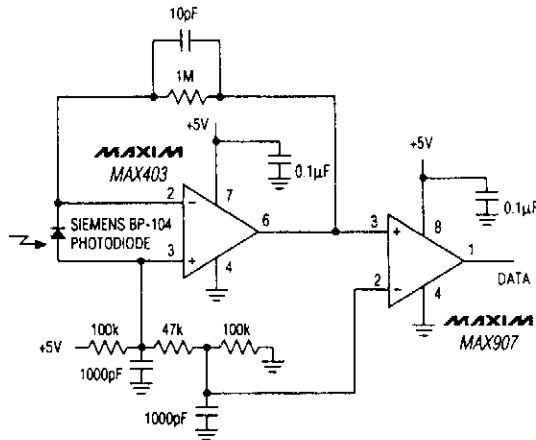 10pF
1M
+5V
MAXIM
MAX403
0.1µF
+5V
0.1µF
2
7
6
3
8
1
SIEMENS BP-104
PHOTODIODE
3
4
2
4
DATA
MAXIM
MAX907
+5V
100k
47k
100k
1000pF
1000pF
-
+
+
-